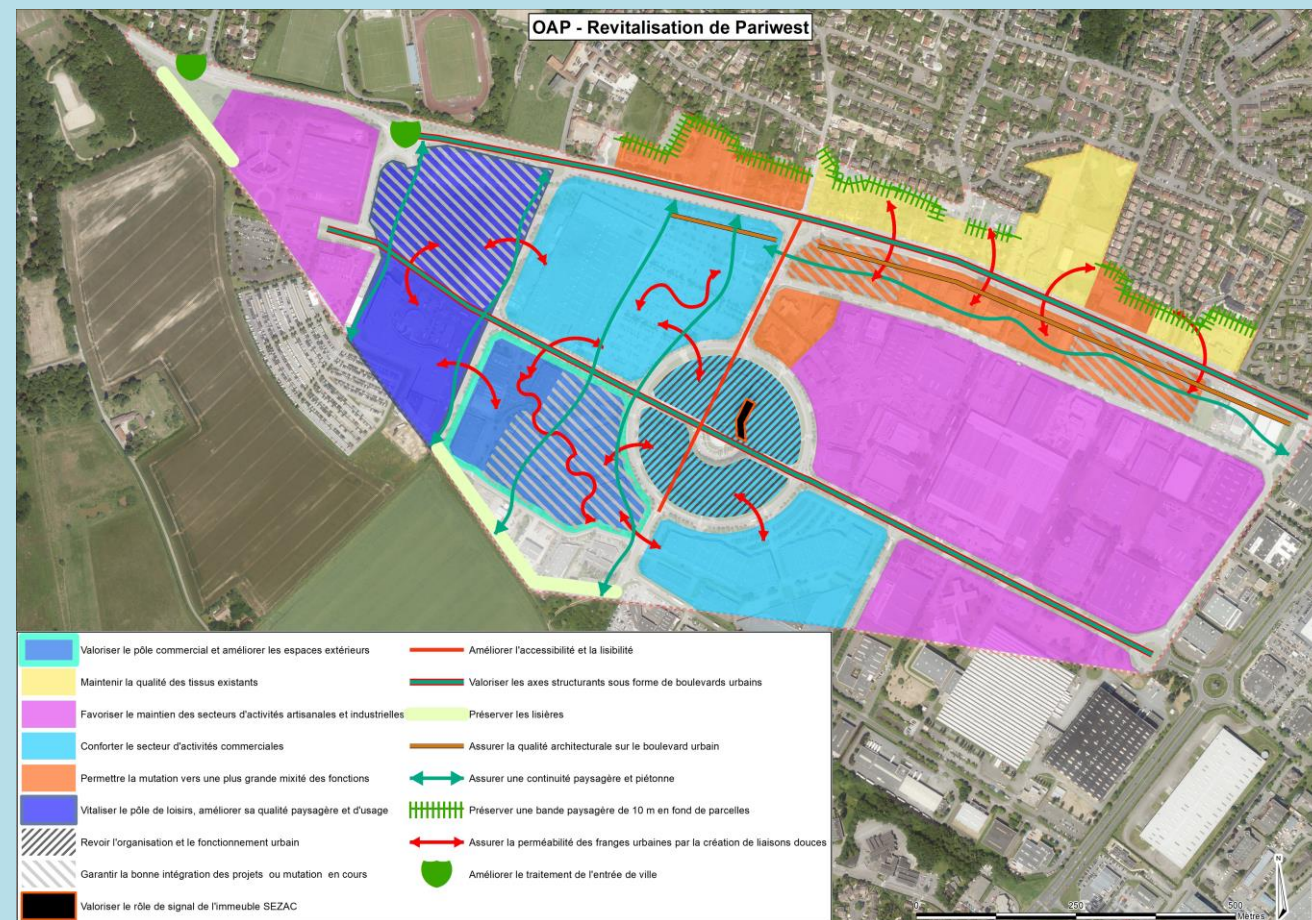 OAP - Revitalisation de Pariwest
Valoriser le pôle commercial et améliorer les espaces extérieurs
Maintenir la qualité des tissus existants
Favoriser le maintien des secteurs d'activités artisanales et industrielles
Conforter le secteur d'activités commerciales
Permettre la mutation vers une plus grande mixité des fonctions
Vitaliser le pôle de loisirs, améliorer sa qualité paysagère et d'usage
Revoir l'organisation et le fonctionnement urbain
Garantir la bonne intégration des projets ou mutation en cours
Valoriser le rôle de signal de l'immeuble SEZAC
Améliorer l'accessibilité et la lisibilité
Valoriser les axes structurants sous forme de boulevards urbains
Préserver les lisières
Assurer la qualité architecturale sur le boulevard urbain
Assurer une continuité paysagère et piétonne
Préserver une bande paysagère de 10 m en fond de parcelles
Assurer la perméabilité des franges urbaines par la création de liaisons douces
Améliorer le traitement de l'entrée de ville
N
0 250 500
Mètres